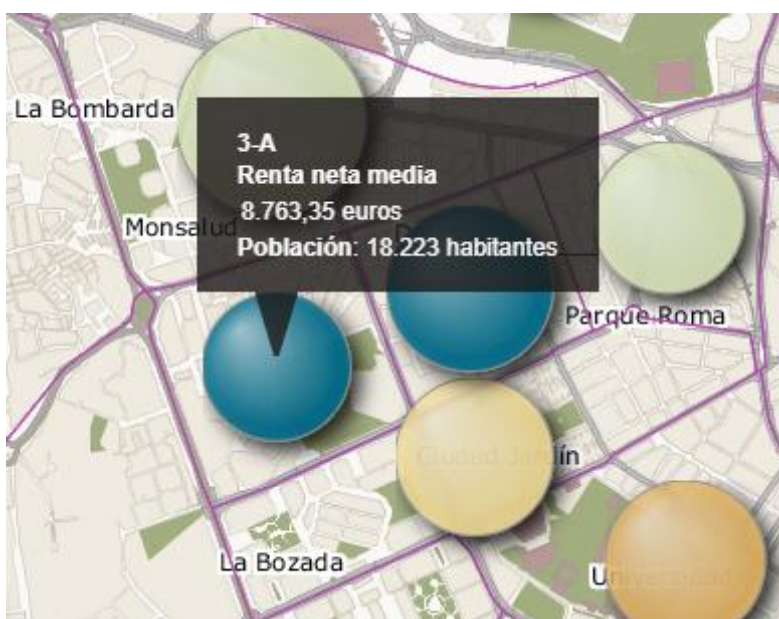 La Bombarda
3-A
Renta neta media
8.763,35 euros
Monsalud
Población: 18.223 habitantes
Parque Roma
Ciudad Jardín
La Bozada
Universidad